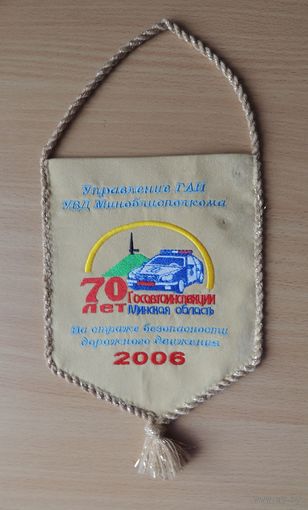 Управление ГАИ
УВД Миноблисполкома
70 лет
Госавтоинспекции
Минская область
На страже безопасности
дорожного движения
2006